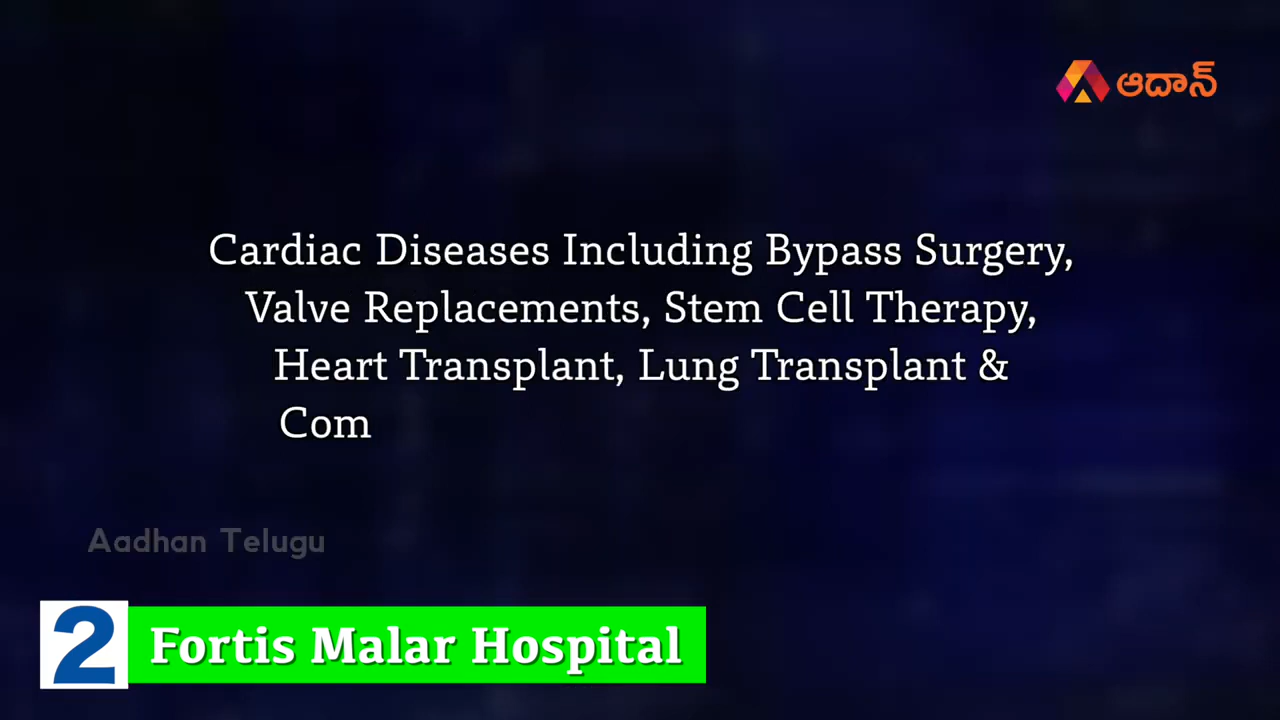 ఆదాన్
Cardiac Diseases Including Bypass Surgery,
Valve Replacements, Stem Cell Therapy,
Heart Transplant, Lung Transplant &
Com
Aadhan Telugu
2 Fortis Malar Hospital